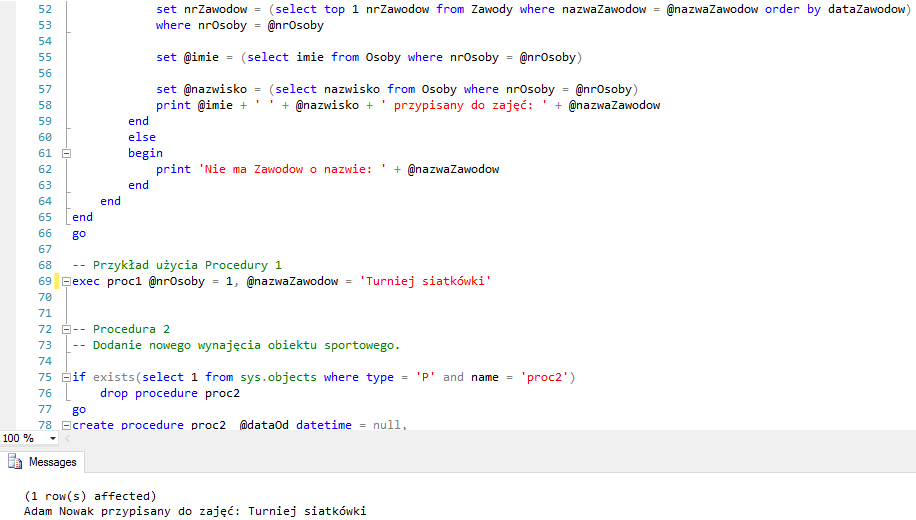 52 set nrZawodow = (select top 1 nrZawodow from Zawody where nazwaZawodow = @nazwaZawodow order by dataZawodow)
53 where nrOsoby = @nrOsoby
54
55 set @imie = (select imie from Osoby where nrOsoby = @nrOsoby)
56
57 set @nazwisko = (select nazwisko from Osoby where nrOsoby = @nrOsoby)
58 print @imie + ' ' + @nazwisko + ' przypisany do zajęć: ' + @nazwaZawodow
59 end
60 else
61 begin
62 print 'Nie ma Zawodow o nazwie: ' + @nazwaZawodow
63 end
64 end
65 end
66 go
67
68 -- Przykład użycia Procedury 1
69 exec proc1 @nrOsoby = 1, @nazwaZawodow = 'Turniej siatkówki'
70
71
72 -- Procedura 2
73 -- Dodanie nowego wynajęcia obiektu sportowego.
74
75 if exists(select 1 from sys.objects where type = 'P' and name = 'proc2')
76 drop procedure proc2
77 go
78 create procedure proc2 @dataOd datetime = null,
100 %
Messages
(1 row(s) affected)
Adam Nowak przypisany do zajęć: Turniej siatkówki